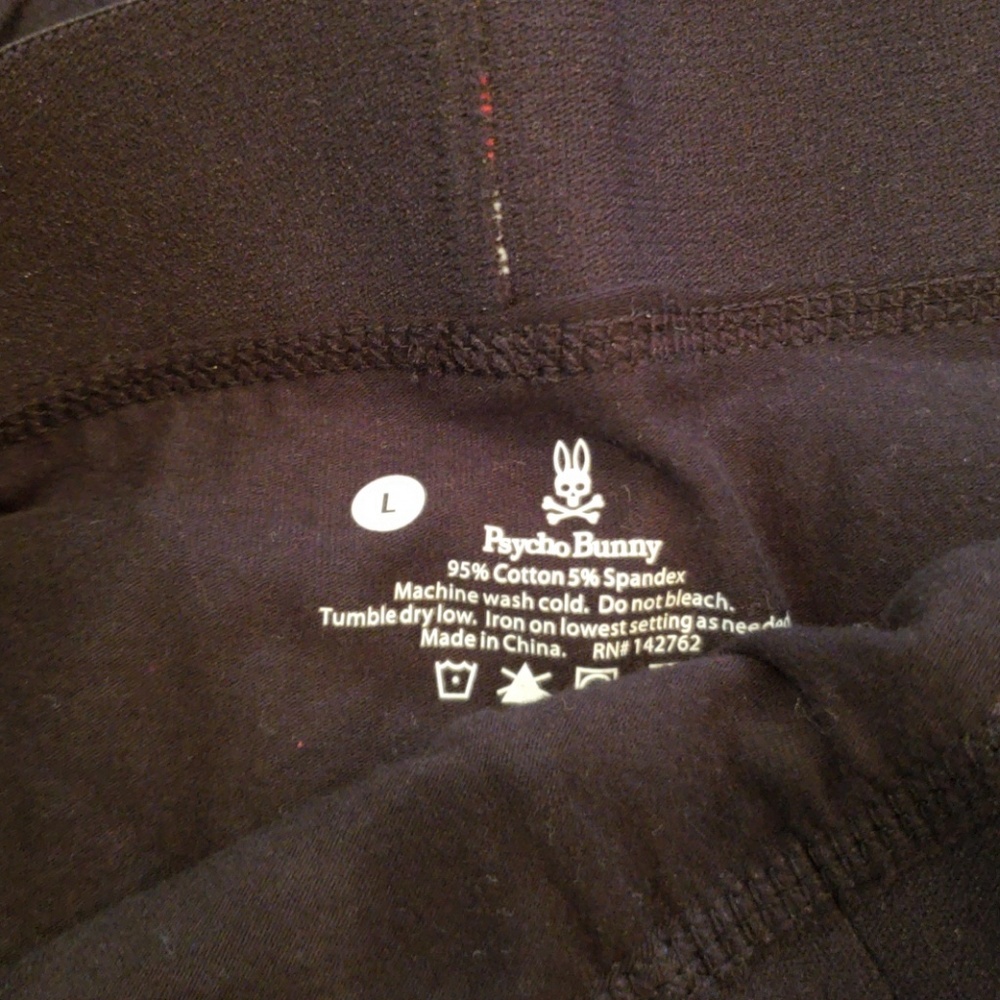 L
Psycho Bunny
95% Cotton 5% Spandex
Machine wash cold. Do not bleach.
Tumble dry low. Iron on lowest setting as needed
Made in China. RN# 142762